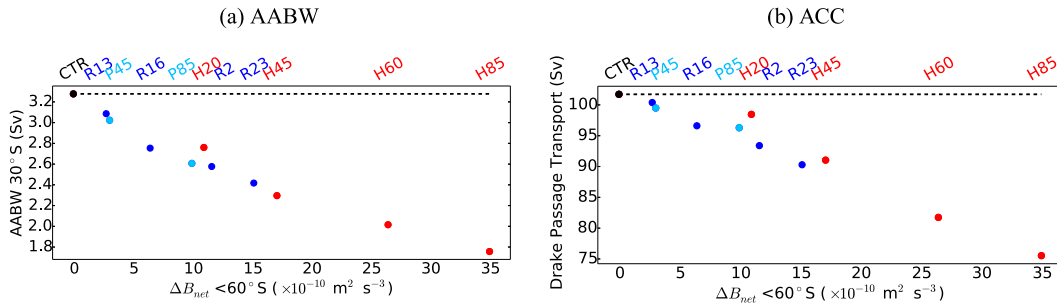 (a) AABW
CTR R13 P45 R16 P85 H20 R2 R23 H45 H60 H85
3.2
3.0
2.8
2.6
2.4
2.2
2.0
1.8
AABW 30°S (Sv)
0 5 10 15 20 25 30 35
ΔB_net <60°S (×10⁻¹⁰ m² s⁻³)
(b) ACC
CTR R13 P45 R16 P85 H20 R2 R23 H45 H60 H85
100
95
90
85
80
75
Drake Passage Transport (Sv)
0 5 10 15 20 25 30 35
ΔB_net <60°S (×10⁻¹⁰ m² s⁻³)